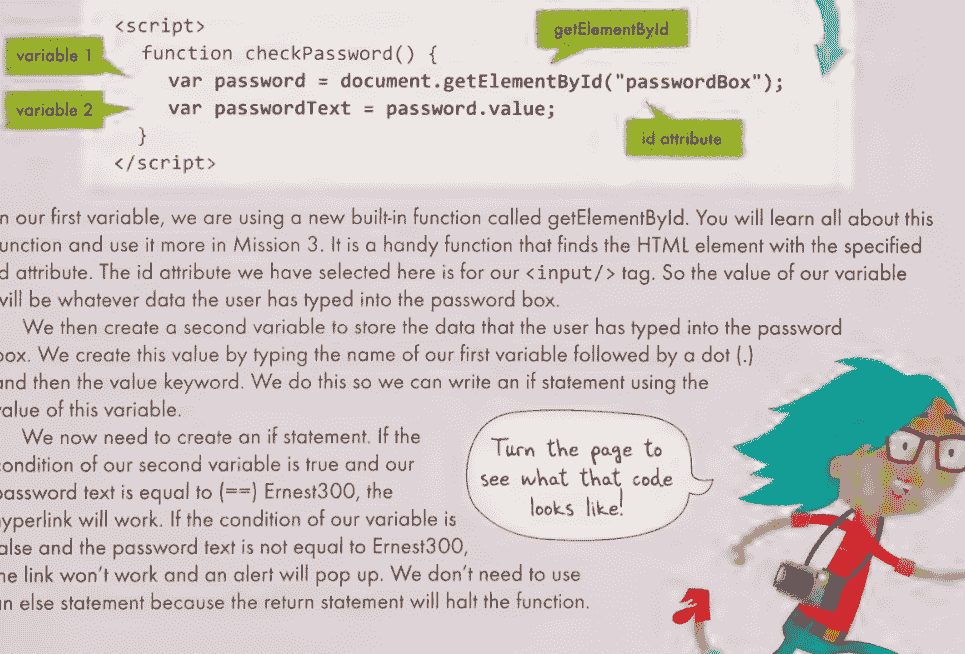 <script>
getElementById
variable 1
function checkPassword() {
var password = document.getElementById("passwordBox");
variable 2
var passwordText = password.value;
}
id attribute
</script>
n our first variable, we are using a new built-in function called getElementById. You will learn all about this
unction and use it more in Mission 3. It is a handy function that finds the HTML element with the specified
d attribute. The id attribute we have selected here is for our <input/> tag. So the value of our variable
will be whatever data the user has typed into the password box.
We then create a second variable to store the data that the user has typed into the password
box. We create this value by typing the name of our first variable followed by a dot (.)
and then the value keyword. We do this so we can write an if statement using the
value of this variable.
We now need to create an if statement. If the
condition of our second variable is true and our
password text is equal to (==) Ernest300, the
hyperlink will work. If the condition of our variable is
alse and the password text is not equal to Ernest300,
he link won't work and an alert will pop up. We don't need to use
an else statement because the return statement will halt the function.
Turn the page to
see what that code
looks like!